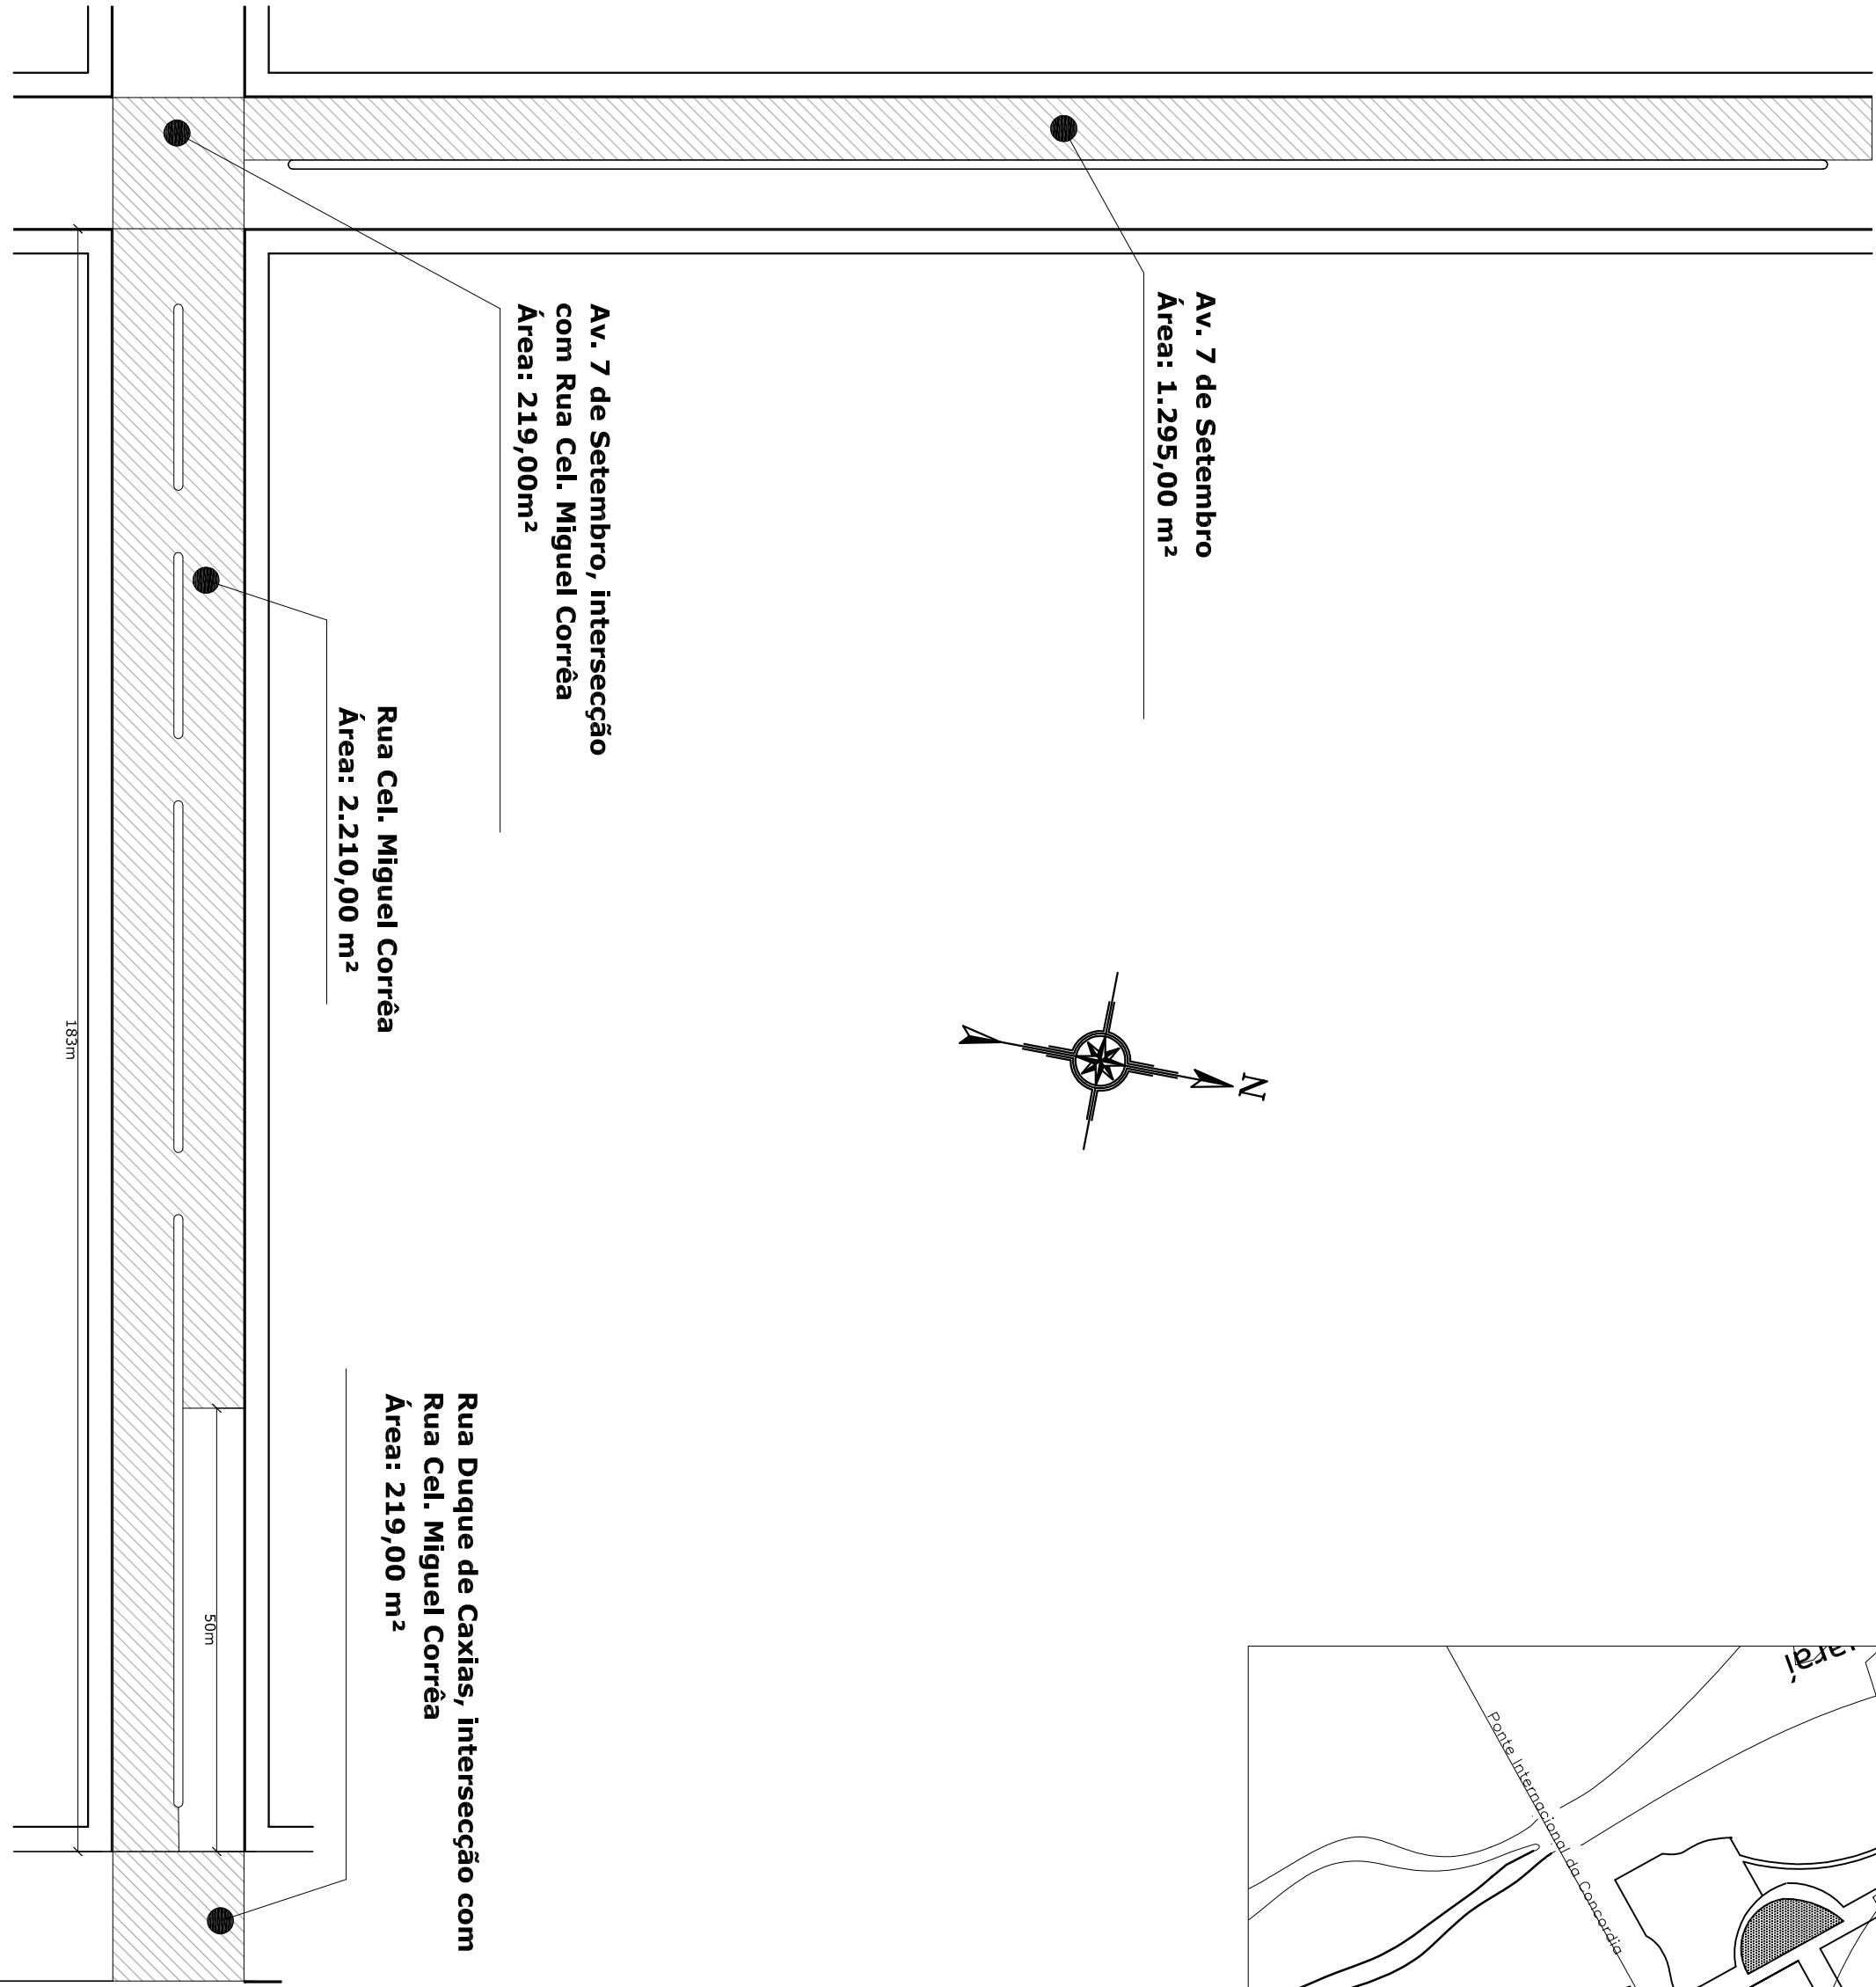 Av. 7 de Setembro
Área: 1.295,00 m²
Av. 7 de Setembro, intersecção
com Rua Cel. Miguel Corrêa
Área: 219,00m²
Rua Cel. Miguel Corrêa
Área: 2.210,00 m²
183m
N
Rua Duque de Caxias, intersecção com
Rua Cel. Miguel Corrêa
Área: 219,00 m²
50m
Ponte Internacional da Concordia